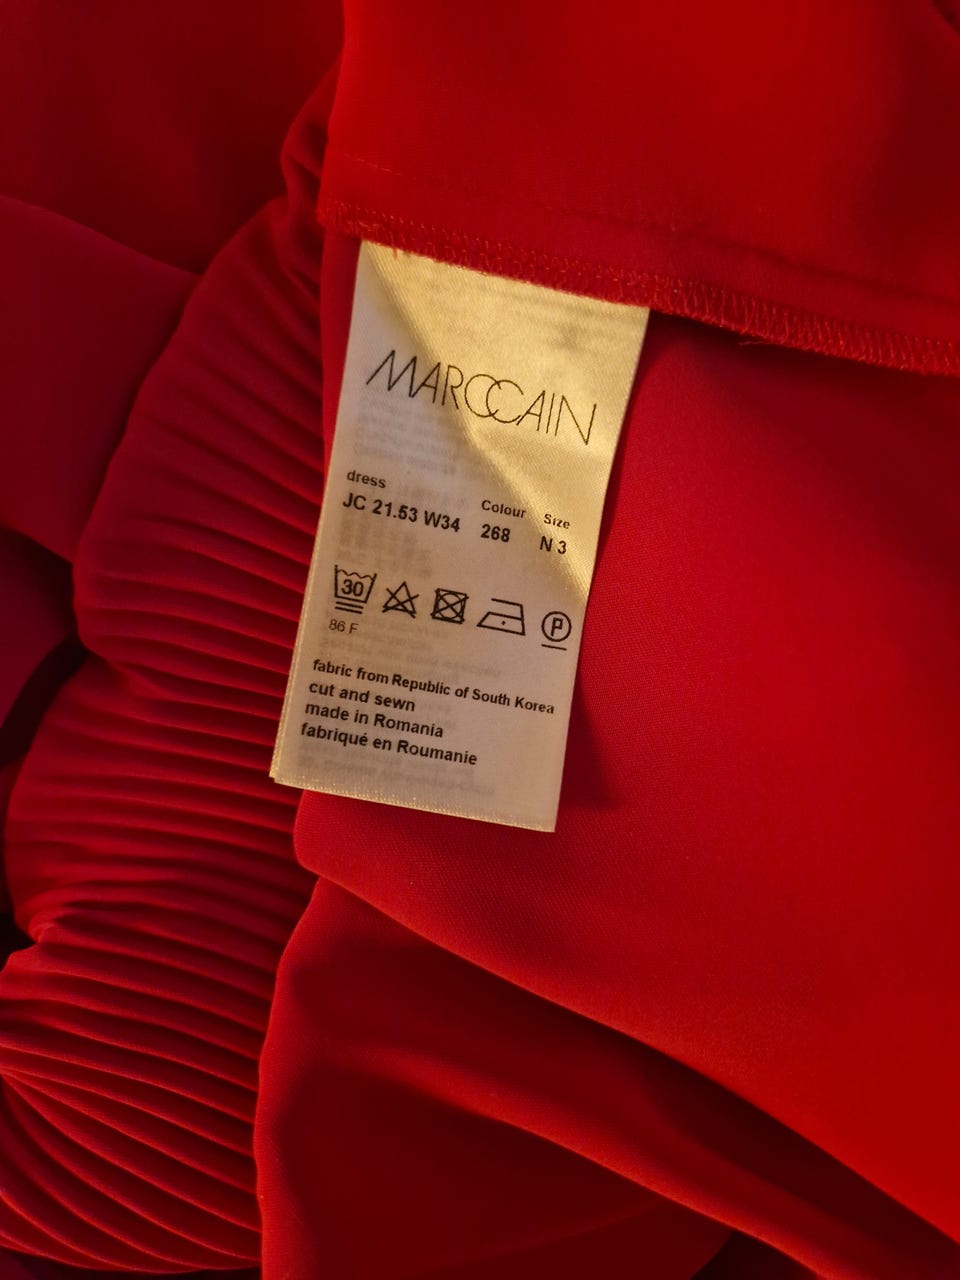 MARCCAIN
dress
JC 21.53 W34 Colour 268 Size N 3
30
P
86 F
fabric from Republic of South Korea
cut and sewn
made in Romania
fabriqué en Roumanie